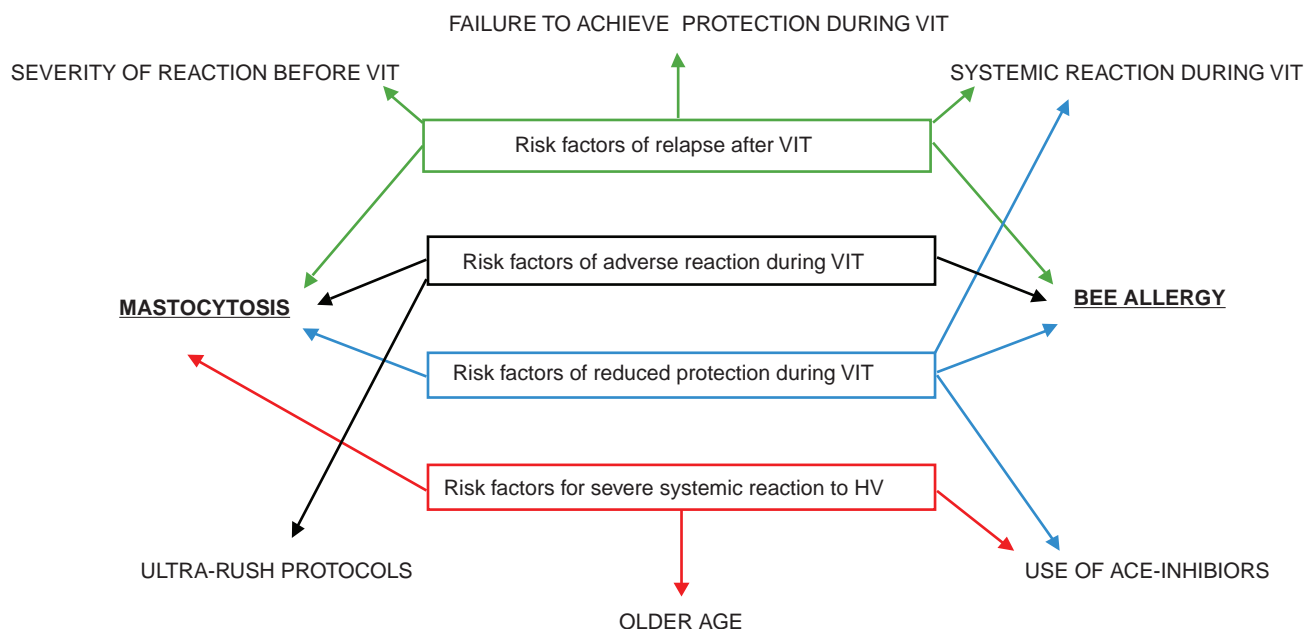 FAILURE TO ACHIEVE PROTECTION DURING VIT
SEVERITY OF REACTION BEFORE VIT
SYSTEMIC REACTION DURING VIT
Risk factors of relapse after VIT
Risk factors of adverse reaction during VIT
MASTOCYTOSIS
BEE ALLERGY
Risk factors of reduced protection during VIT
Risk factors for severe systemic reaction to HV
ULTRA-RUSH PROTOCOLS
USE OF ACE-INHIBIORS
OLDER AGE